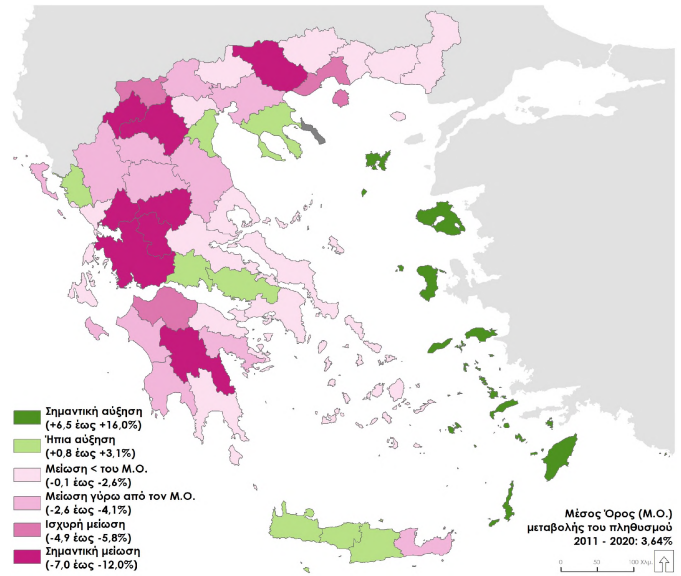 Σημαντική αύξηση
(+6,5 έως +16,0%)
Ήπια αύξηση
(+0,8 έως +3,1%)
Μείωση < του Μ.Ο.
(-0,1 έως -2,6%)
Μείωση γύρω από τον Μ.Ο.
(-2,6 έως -4,1%)
Ισχυρή μείωση
(-4,9 έως -5,8%)
Σημαντική μείωση
(-7,0 έως -12,0%)
Μέσος Όρος (Μ.Ο.)
μεταβολής του πληθυσμού
2011 - 2020: 3,64%
0 50 100 Χλμ.